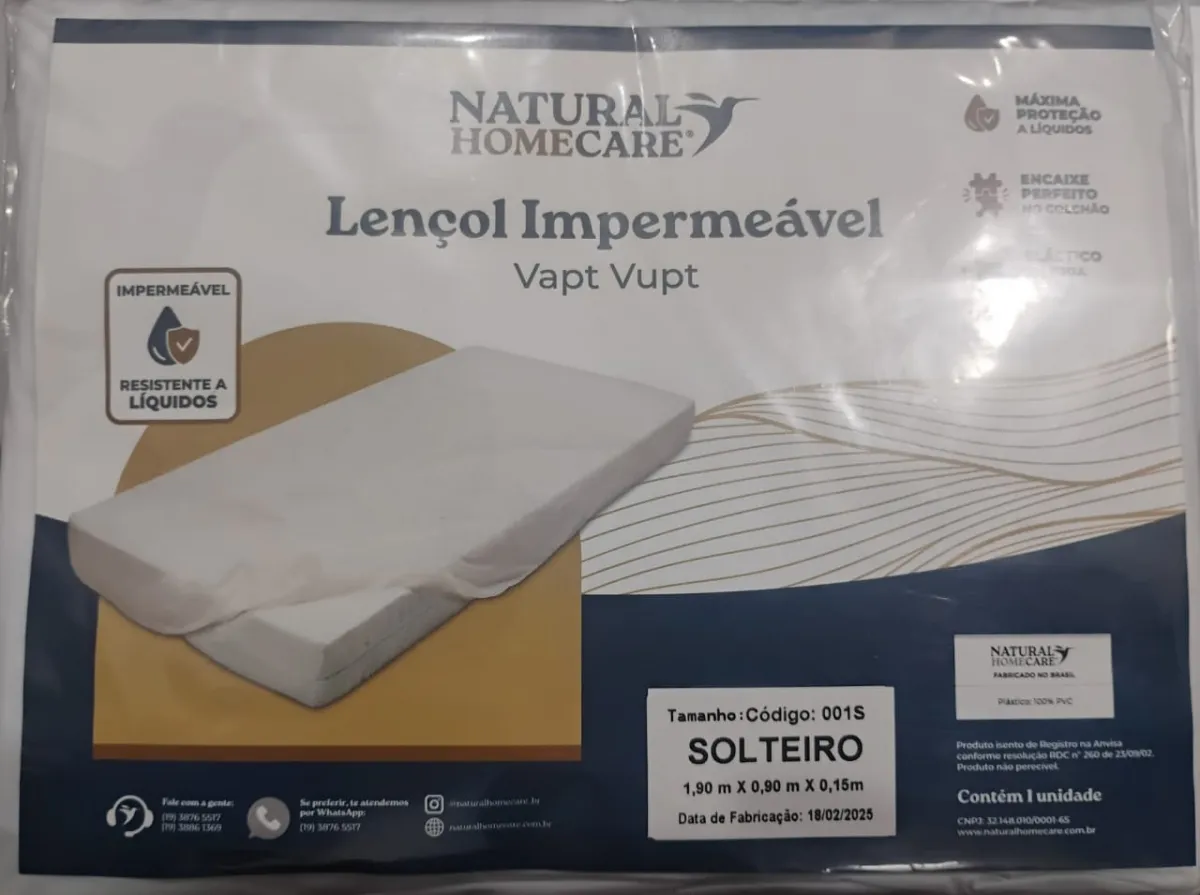 NATURAL
HOMECARE®
Lençol Impermeável
Vapt Vupt
MÁXIMA
PROTEÇÃO
A LÍQUIDOS
ENCAIXE
PERFEITO
NO COLCHÃO
IMPERMEÁVEL
RESISTENTE A
LÍQUIDOS
NATURAL
HOMECARE
FABRICADO NO BRASIL
Plástico: 100% PVC
Tamanho: Código: 001S
SOLTEIRO
1,90 m X 0,90 m X 0,15m
Data de Fabricação: 18/02/2025
Produto isento de Registro na Anvisa
conforme resolução RDC n° 260 de 23/09/02.
Produto não perecível.
Contém 1 unidade
CNPJ: 32.148.010/0001-65
www.naturalhomecare.com.br
Fale com a gente:
(19) 3876 5517
(19) 3886 1369
Se preferir, te atendemos
por WhatsApp:
(19) 3876 5517
@naturalhomecare.br
naturalhomecare.com.br